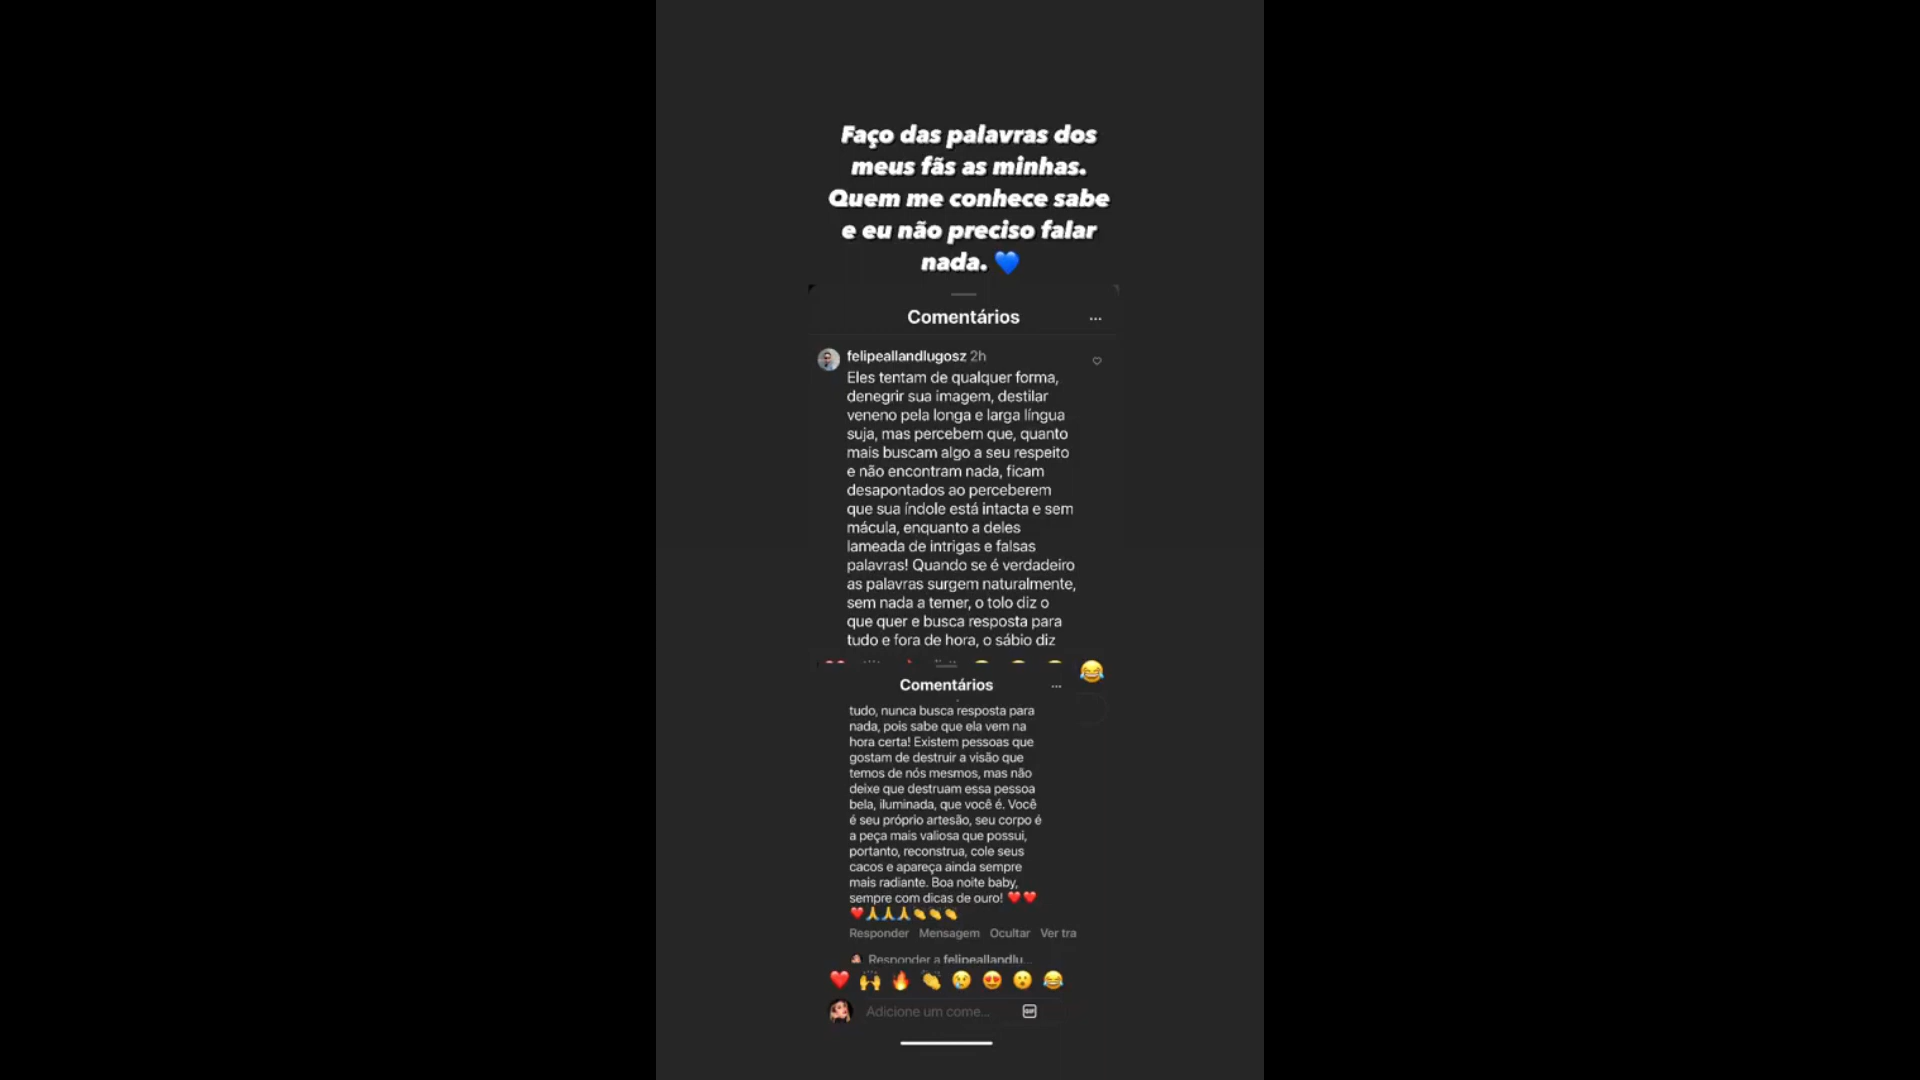 Faço das palavras dos
meus fãs as minhas.
Quem me conhece sabe
e eu não preciso falar
nada. 💙
Comentários
...
felipeallandlugosz 2h
Eles tentam de qualquer forma,
denegrir sua imagem, destilar
veneno pela longa e larga língua
suja, mas percebem que, quanto
mais buscam algo a seu respeito
e não encontram nada, ficam
desapontados ao perceberem
que sua índole está intacta e sem
mácula, enquanto a deles
lameada de intrigas e falsas
palavras! Quando se é verdadeiro
as palavras surgem naturalmente,
sem nada a temer, o tolo diz o
que quer e busca resposta para
tudo e fora de hora, o sábio diz
Comentários
...
tudo, nunca busca resposta para
nada, pois sabe que ela vem na
hora certa! Existem pessoas que
gostam de destruir a visão que
temos de nós mesmos, mas não
deixe que destruam essa pessoa
bela, iluminada, que você é. Você
é seu próprio artesão, seu corpo é
a peça mais valiosa que possui,
portanto, reconstrua, cole seus
cacos e apareça ainda sempre
mais radiante. Boa noite baby,
sempre com dicas de ouro! ❤️❤️
❤️🙏🙏🙏👏👏👏
Responder Mensagem Ocultar Ver tra
Responder a felipeallandlu...
Adicione um come... GIF